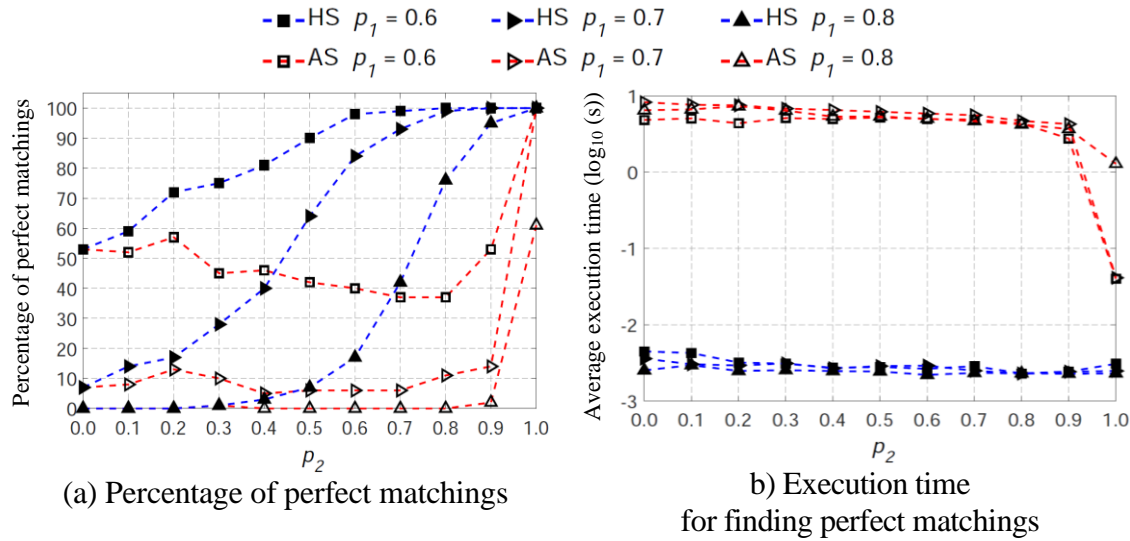 HS p1 = 0.6 HS p1 = 0.7 HS p1 = 0.8
AS p1 = 0.6 AS p1 = 0.7 AS p1 = 0.8
Percentage of perfect matchings
100
90
80
70
60
50
40
30
20
10
0
0.0 0.1 0.2 0.3 0.4 0.5 0.6 0.7 0.8 0.9 1.0
p2
(a) Percentage of perfect matchings
Average execution time (log10 (s))
1
0
-1
-2
-3
0.0 0.1 0.2 0.3 0.4 0.5 0.6 0.7 0.8 0.9 1.0
p2
b) Execution time
for finding perfect matchings